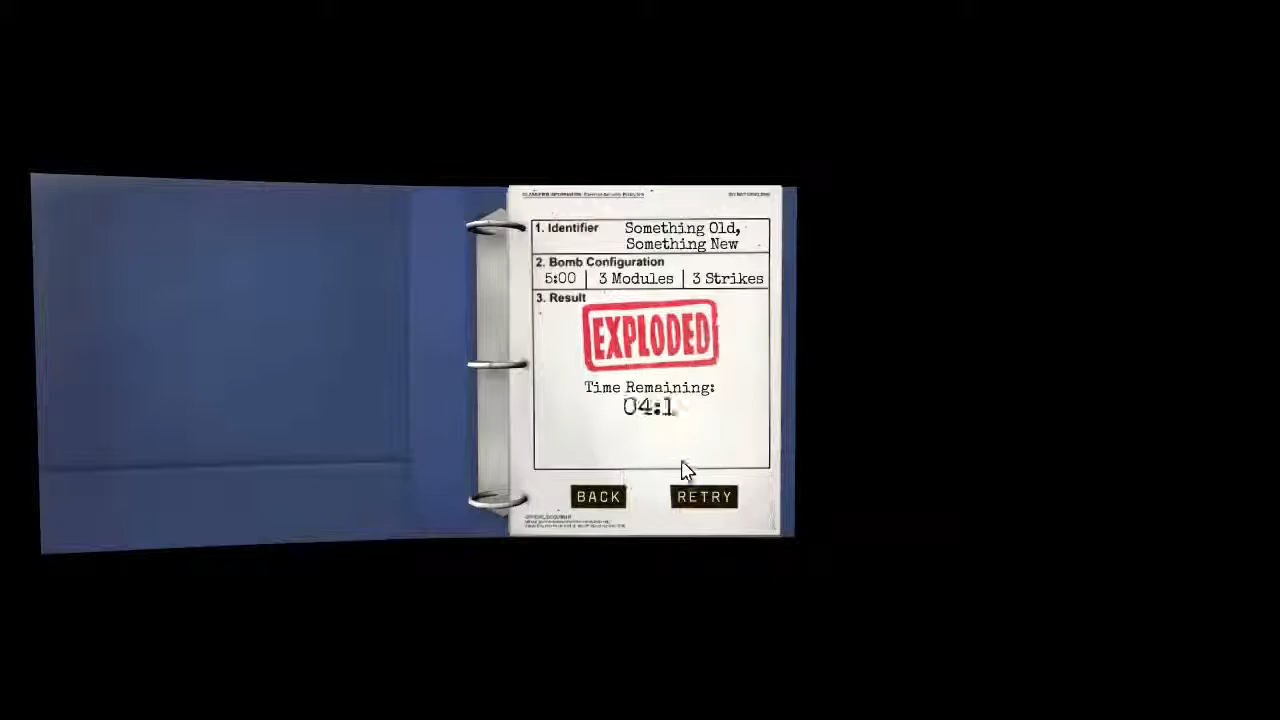 1. Identifier
Something Old,
Something New
2. Bomb Configuration
5:00
3 Modules
3 Strikes
3. Result
EXPLODED
Time Remaining:
04:1
BACK
RETRY